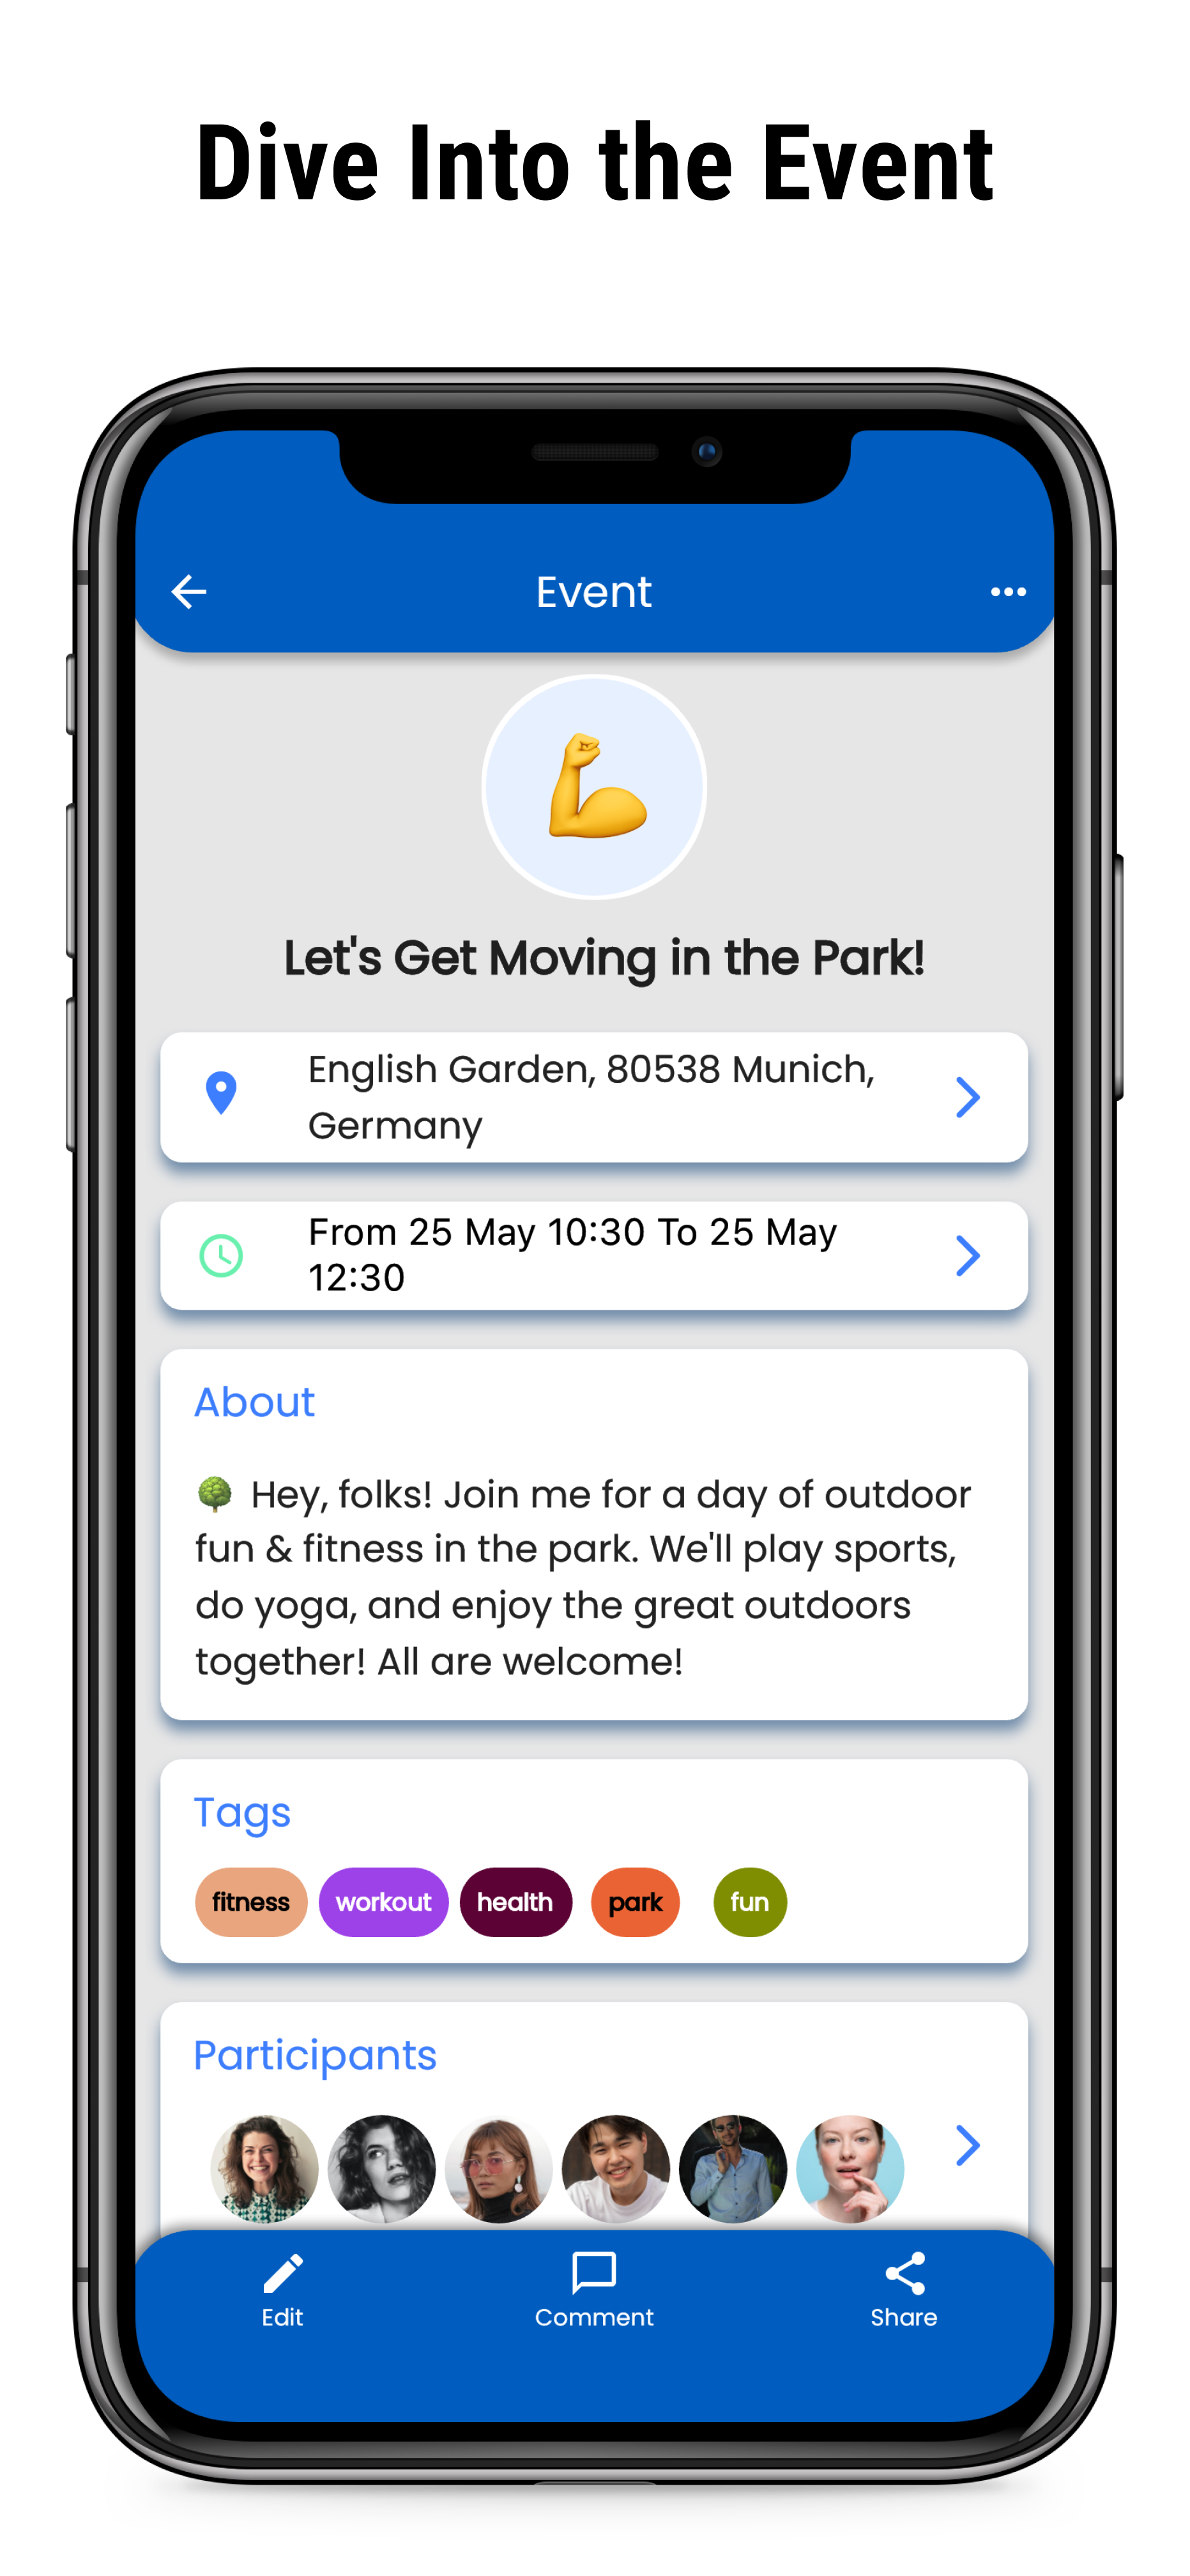 Dive Into the Event
Event
Let's Get Moving in the Park!
English Garden, 80538 Munich,
Germany
From 25 May 10:30 To 25 May
12:30
About
🌳 Hey, folks! Join me for a day of outdoor
fun & fitness in the park. We'll play sports,
do yoga, and enjoy the great outdoors
together! All are welcome!
Tags
fitness workout health park fun
Participants
Edit Comment Share